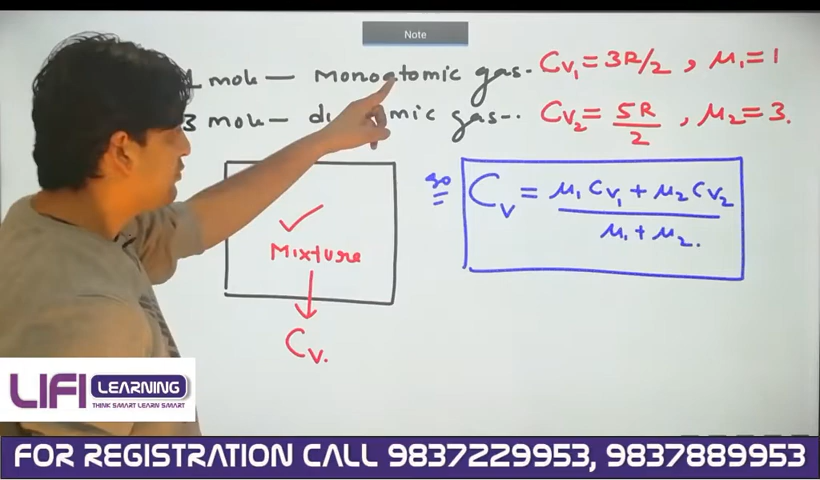 Note
1 mole — Monoatomic gas. Cv₁ = 3R/2 , μ₁ = 1
3 mole — gas.. Cv₂ = 5R/2 , μ₂ = 3.
so Cv = μ₁Cv₁ + μ₂Cv₂ / μ₁ + μ₂.
✓
Mixture
Cv.
LIFI LEARNING
THINK SMART LEARN SMART
FOR REGISTRATION CALL 9837229953, 9837889953